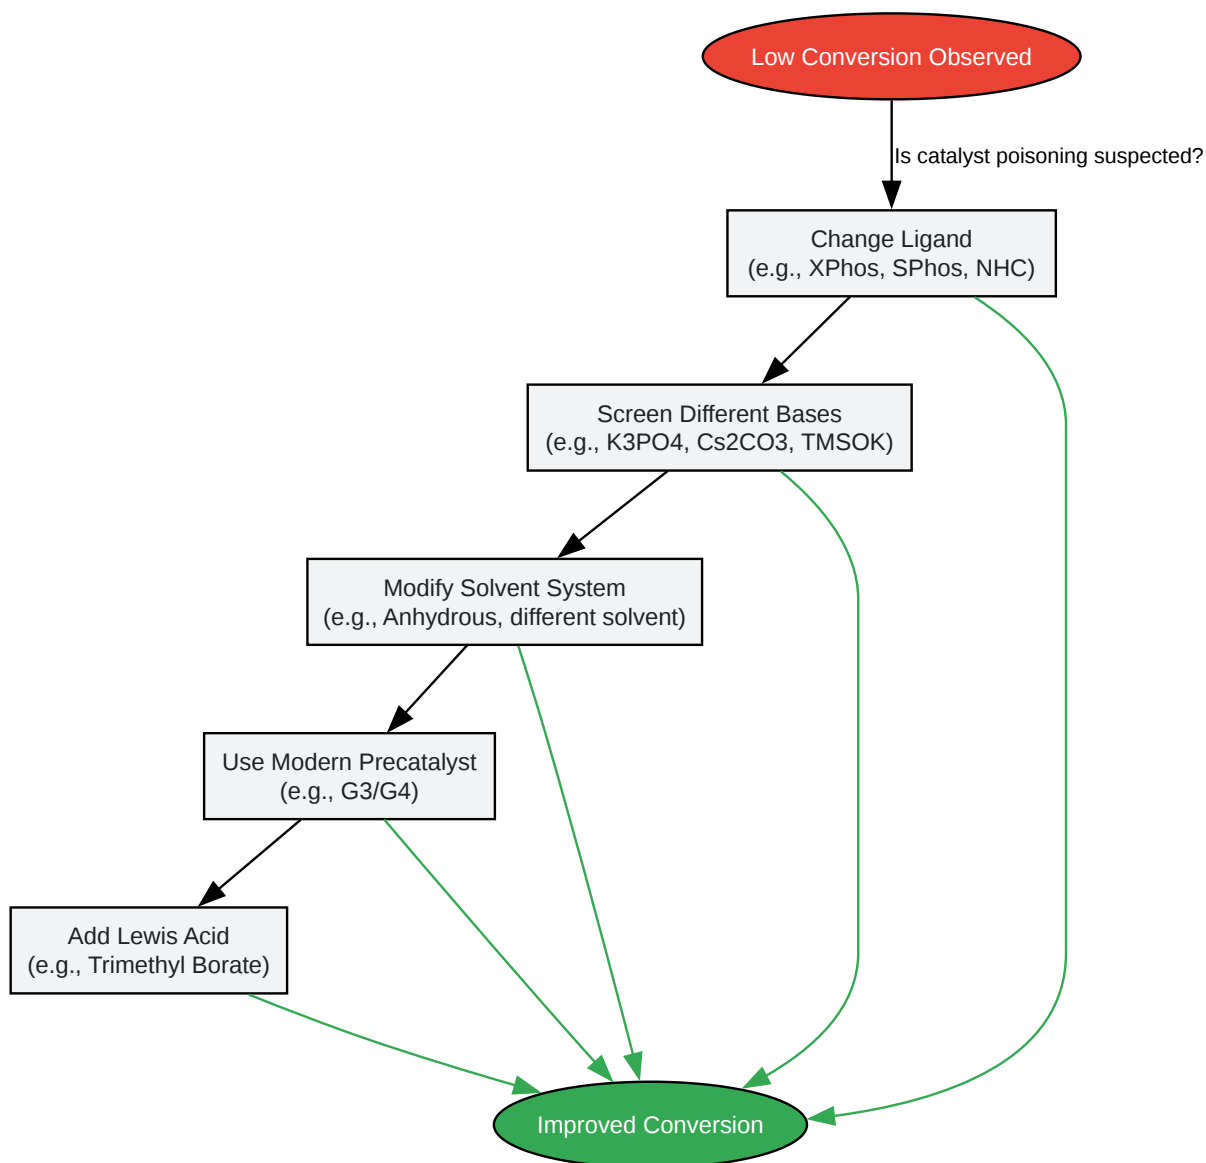 Low Conversion Observed
Is catalyst poisoning suspected?
Change Ligand
(e.g., XPhos, SPhos, NHC)
Screen Different Bases
(e.g., K3PO4, Cs2CO3, TMSOK)
Modify Solvent System
(e.g., Anhydrous, different solvent)
Use Modern Precatalyst
(e.g., G3/G4)
Add Lewis Acid
(e.g., Trimethyl Borate)
Improved Conversion